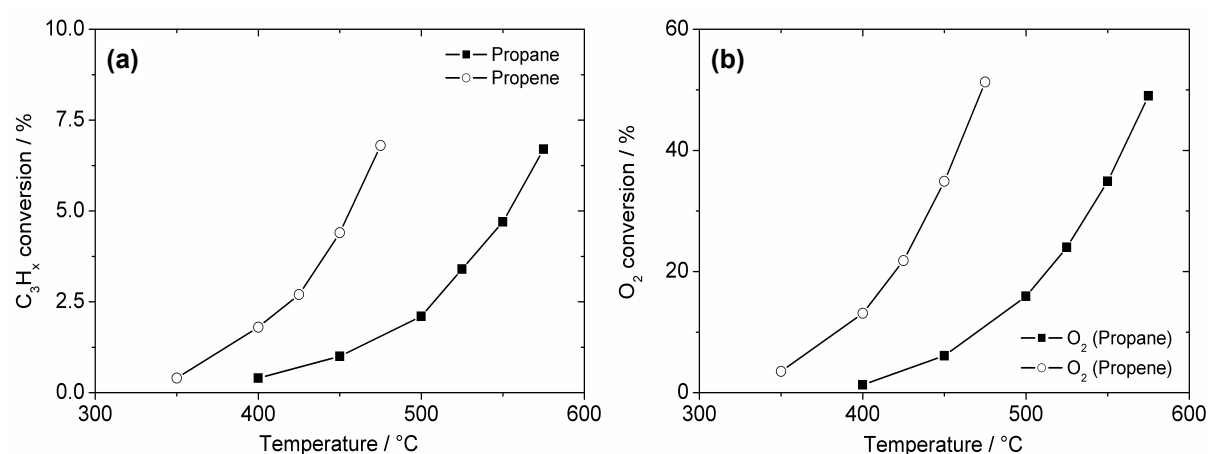 (a)
Propane
Propene
10.0
7.5
5.0
2.5
0.0
C₃Hₓ conversion / %
300 400 500 600
Temperature / °C
(b)
60
40
20
0
O₂ conversion / %
O₂ (Propane)
O₂ (Propene)
300 400 500 600
Temperature / °C